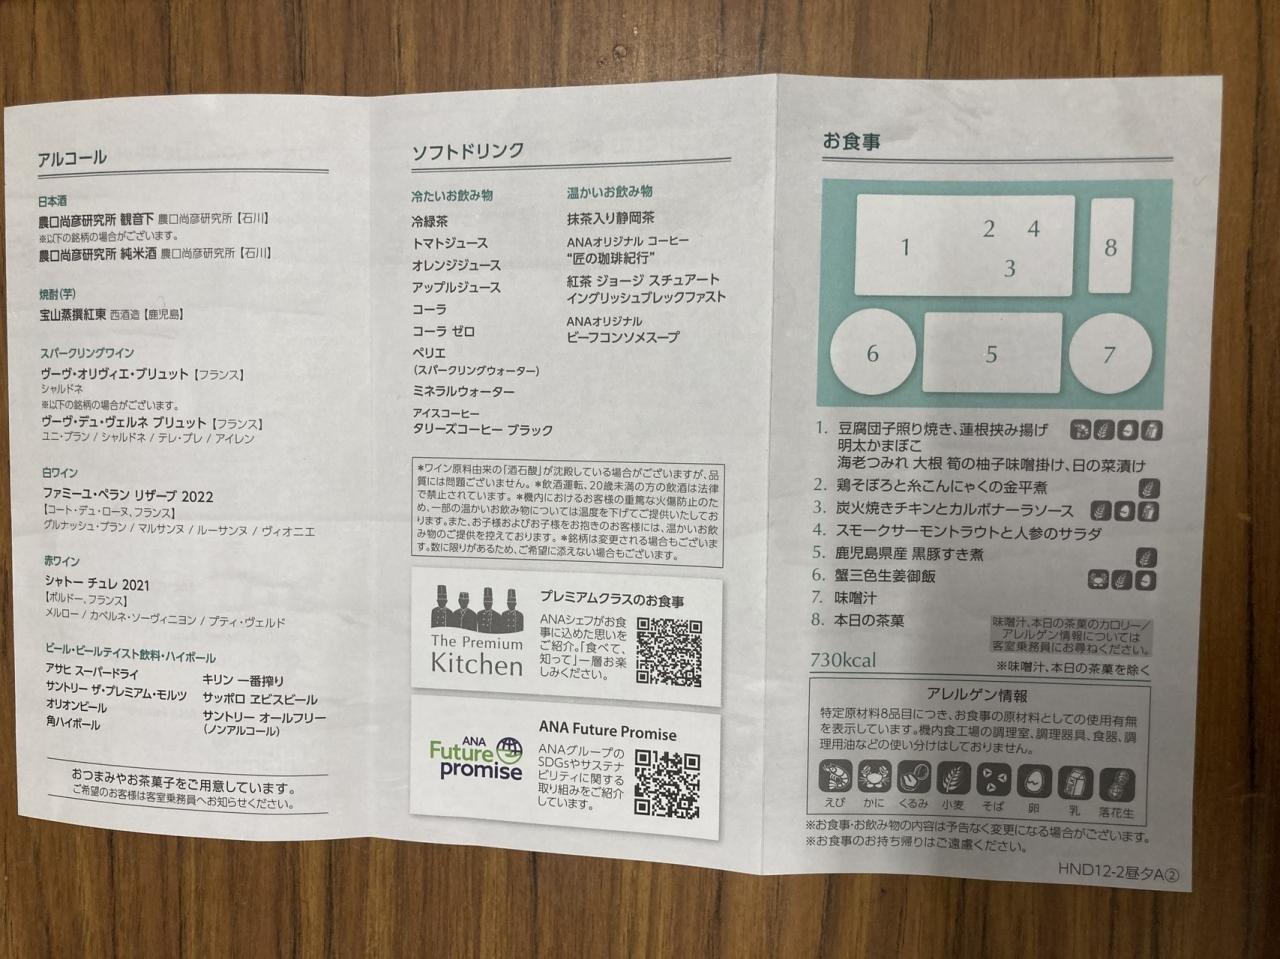 アルコール
日本酒
農口尚彦研究所 観音下 農口尚彦研究所【石川】
※以下の銘柄の場合がございます。
農口尚彦研究所 純米酒 農口尚彦研究所【石川】
焼酎(芋)
宝山蒸撰紅東 西酒造【鹿児島】
スパークリングワイン
ヴーヴ・オリヴィエ・ブリュット【フランス】
シャルドネ
※以下の銘柄の場合がございます。
ヴーヴ・デュ・ヴェルネ ブリュット【フランス】
ユニ・ブラン / シャルドネ / テレ・プレ / アイレン
白ワイン
ファミーユ・ペラン リザーブ 2022
【コート・デュ・ローヌ、フランス】
グルナッシュ・ブラン / マルサンヌ / ルーサンヌ / ヴィオニエ
赤ワイン
シャトー チュレ 2021
【ボルドー、フランス】
メルロー / カベルネ・ソーヴィニヨン / プティ・ヴェルド
ビール・ビールテイスト飲料・ハイボール
アサヒ スーパードライ
サントリー ザ・プレミアム・モルツ
オリオンビール
角ハイボール
キリン 一番搾り
サッポロ ヱビスビール
サントリー オールフリー
(ノンアルコール)
おつまみやお茶菓子をご用意しています。
ご希望のお客様は客室乗務員へお知らせください。
ソフトドリンク
冷たいお飲み物
冷緑茶
トマトジュース
オレンジジュース
アップルジュース
コーラ
コーラ ゼロ
ペリエ
(スパークリングウォーター)
ミネラルウォーター
アイスコーヒー
タリーズコーヒー ブラック
温かいお飲み物
抹茶入り静岡茶
ANAオリジナル コーヒー
“匠の珈琲紀行”
紅茶 ジョージ スチュアート
イングリッシュブレックファスト
ANAオリジナル
ビーフコンソメスープ
*ワイン原料由来の「酒石酸」が沈殿している場合がございますが、品
質には問題ございません。*飲酒運転、20歳未満の方の飲酒は法律
で禁止されています。*機内におけるお客様の重篤な火傷防止のた
め、一部の温かいお飲み物については温度を下げてご提供いたしてお
ります。また、お子様およびお子様をお抱きのお客様には、温かいお飲
み物のご提供を控えております。*銘柄は変更される場合もございま
す。数に限りがあるため、ご希望に添えない場合もございます。
The Premium
Kitchen
プレミアムクラスのお食事
ANAシェフがお食
事に込めた思いを
ご紹介。「食べて、
知って」一層お楽
しみください。
ANA
Future
promise
ANA Future Promise
ANAグループの
SDGsやサステナ
ビリティに関する
取り組みをご紹介
しています。
お食事
1
2
4
3
8
6
5
7
1. 豆腐団子照り焼き、蓮根挟み揚げ
明太かまぼこ
海老つみれ 大根 筍の柚子味噌掛け、日の菜漬け
2. 鶏そぼろと糸こんにゃくの金平煮
3. 炭火焼きチキンとカルボナーラソース
4. スモークサーモントラウトと人参のサラダ
5. 鹿児島県産 黒豚すき煮
6. 蟹三色生姜御飯
7. 味噌汁
8. 本日の茶菓
味噌汁、本日の茶菓のカロリー/
アレルゲン情報については
客室乗務員にお尋ねください。
730kcal
※味噌汁、本日の茶菓を除く
アレルゲン情報
特定原材料8品目につき、お食事の原材料としての使用有無
を表示しています。機内食工場の調理室、調理器具、食器、調
理用油などの使い分けはしておりません。
えび かに くるみ 小麦 そば 卵 乳 落花生
※お食事・お飲み物の内容は予告なく変更になる場合がございます。
※お食事のお持ち帰りはご遠慮ください。
HND12-2昼夕A②